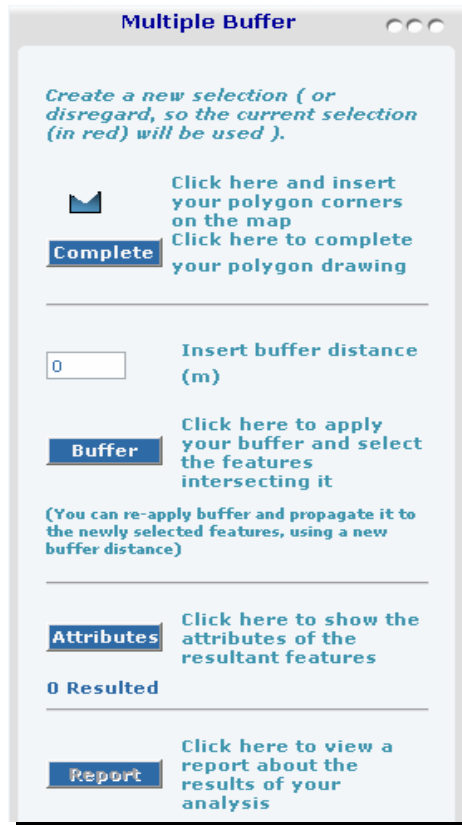 Multiple Buffer
Create a new selection ( or
disregard, so the current selection
(in red) will be used ).
Click here and insert
your polygon corners
on the map
Complete
Click here to complete
your polygon drawing
0
Insert buffer distance
(m)
Buffer
Click here to apply
your buffer and select
the features
intersecting it
(You can re-apply buffer and propagate it to
the newly selected features, using a new
buffer distance)
Attributes
Click here to show the
attributes of the
resultant features
0 Resulted
Report
Click here to view a
report about the
results of your
analysis